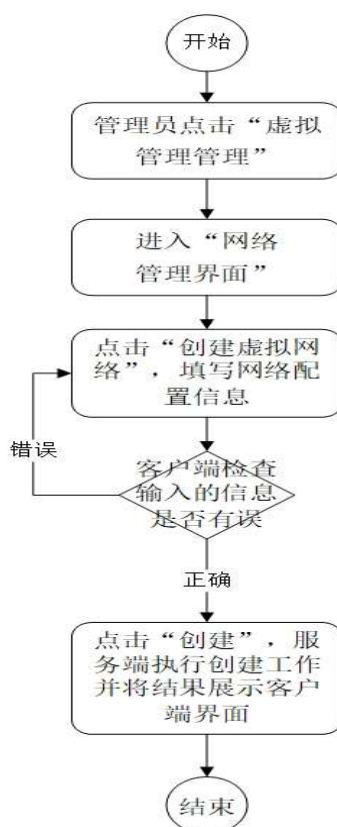 开始
管理员点击“虚拟
管理管理”
进入“网络
管理界面”
点击“创建虚拟网
络”，填写网络配
置信息
错误
客户端检查
输入的信息
是否有误
正确
点击“创建”，服
务端执行创建工作
并将结果展示客户
端界面
结束